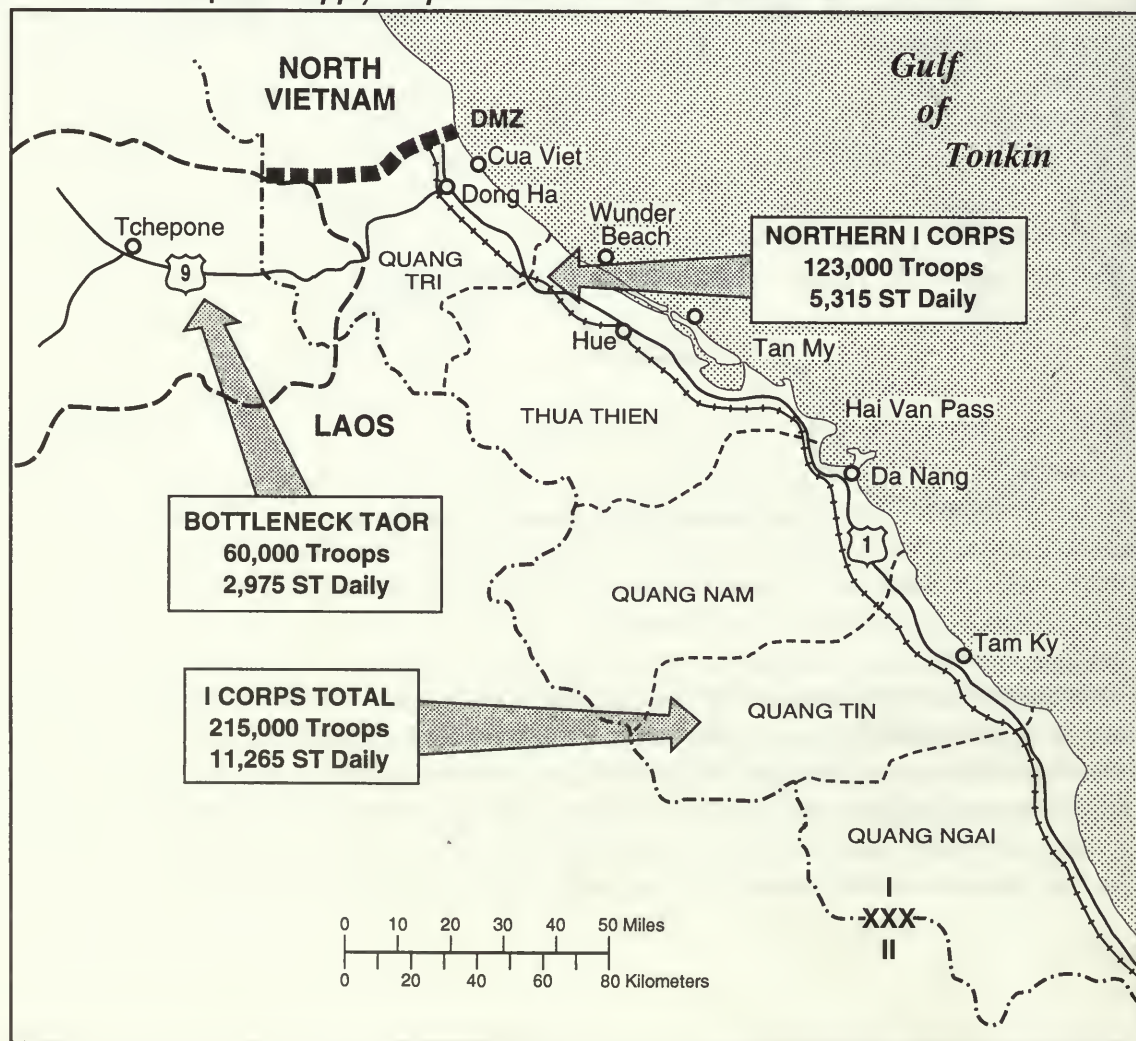 NORTH
VIETNAM
DMZ
Gulf
of
Tonkin
Cua Viet
Dong Ha
Tchepone
9
QUANG
TRI
Wunder
Beach
NORTHERN I CORPS
123,000 Troops
5,315 ST Daily
Hue
Tan My
LAOS
THUA THIEN
Hai Van Pass
Da Nang
BOTTLENECK TAOR
60,000 Troops
2,975 ST Daily
1
QUANG NAM
Tam Ky
I CORPS TOTAL
215,000 Troops
11,265 ST Daily
QUANG TIN
QUANG NGAI
I
XXX
II
0 10 20 30 40 50 Miles
0 20 40 60 80 Kilometers